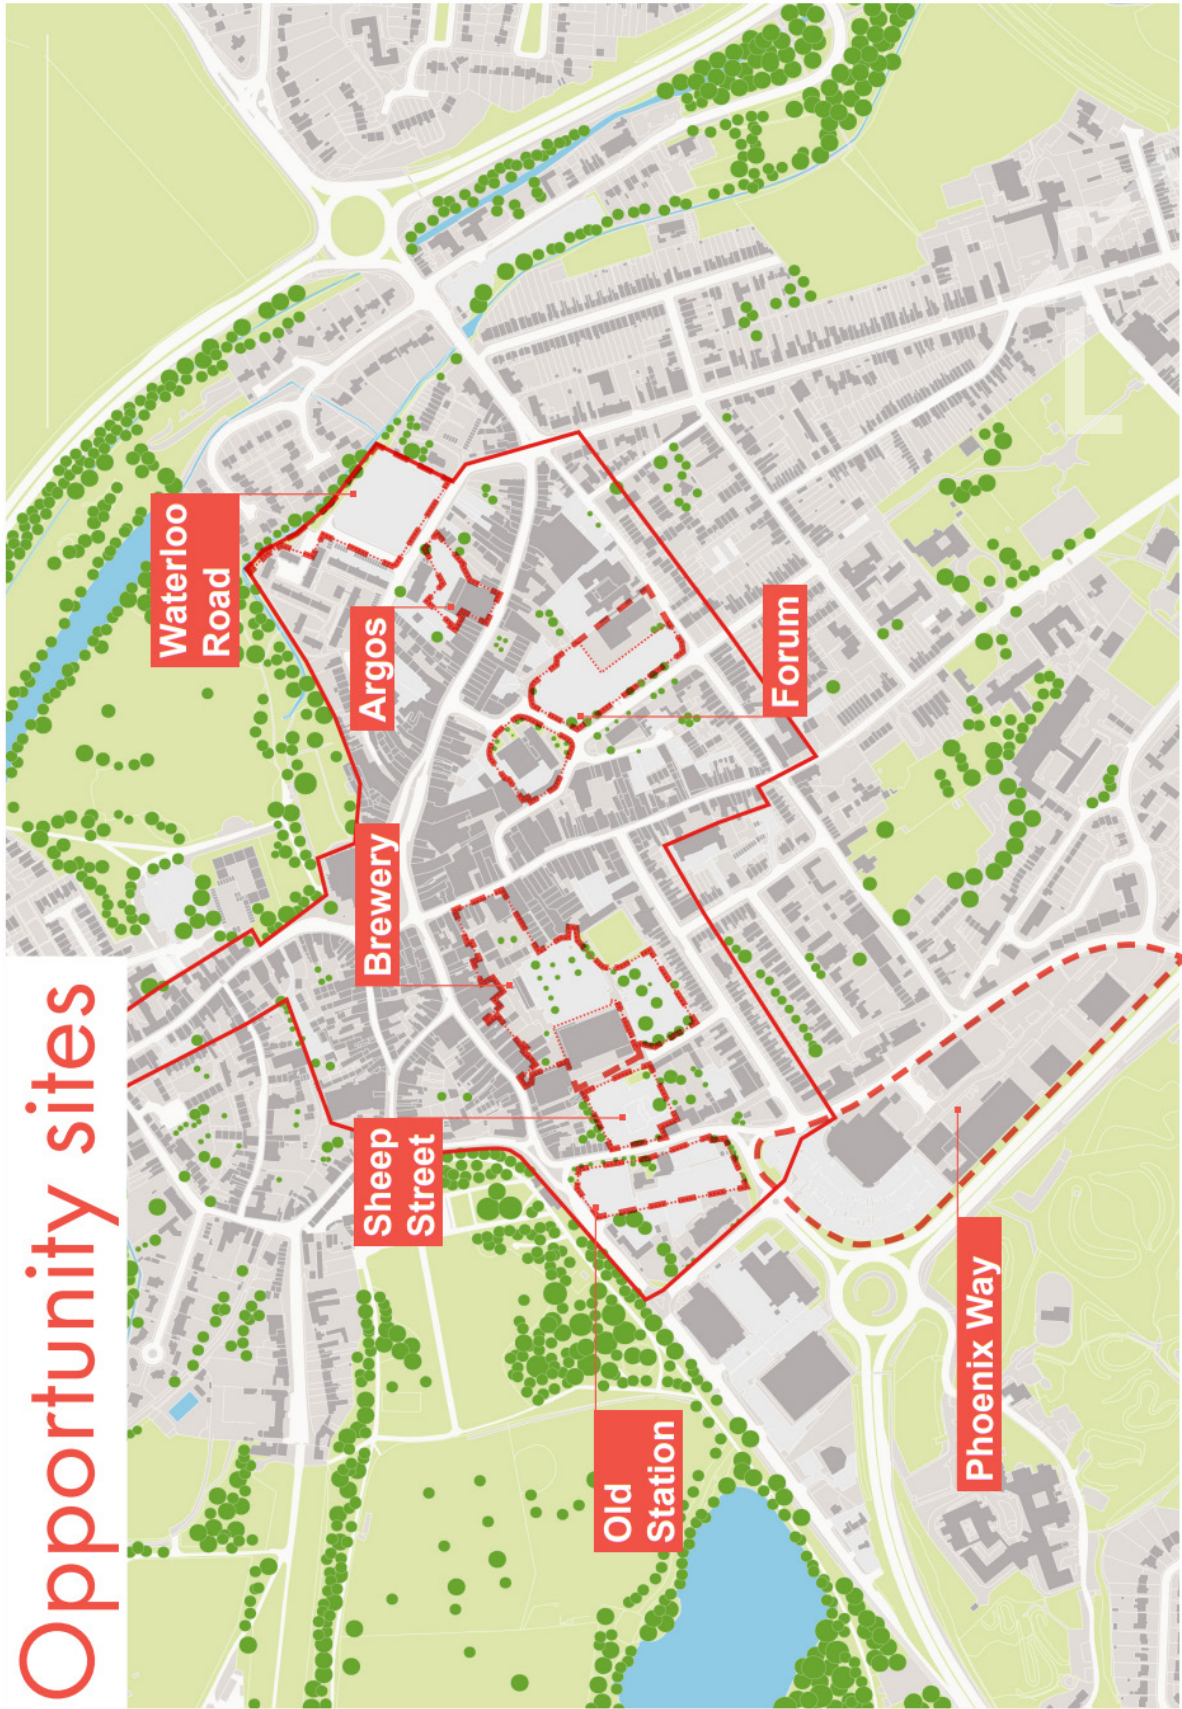 Opportunity sites
Waterloo
Road
Argos
Brewery
Sheep
Street
Forum
Old
Station
Phoenix Way